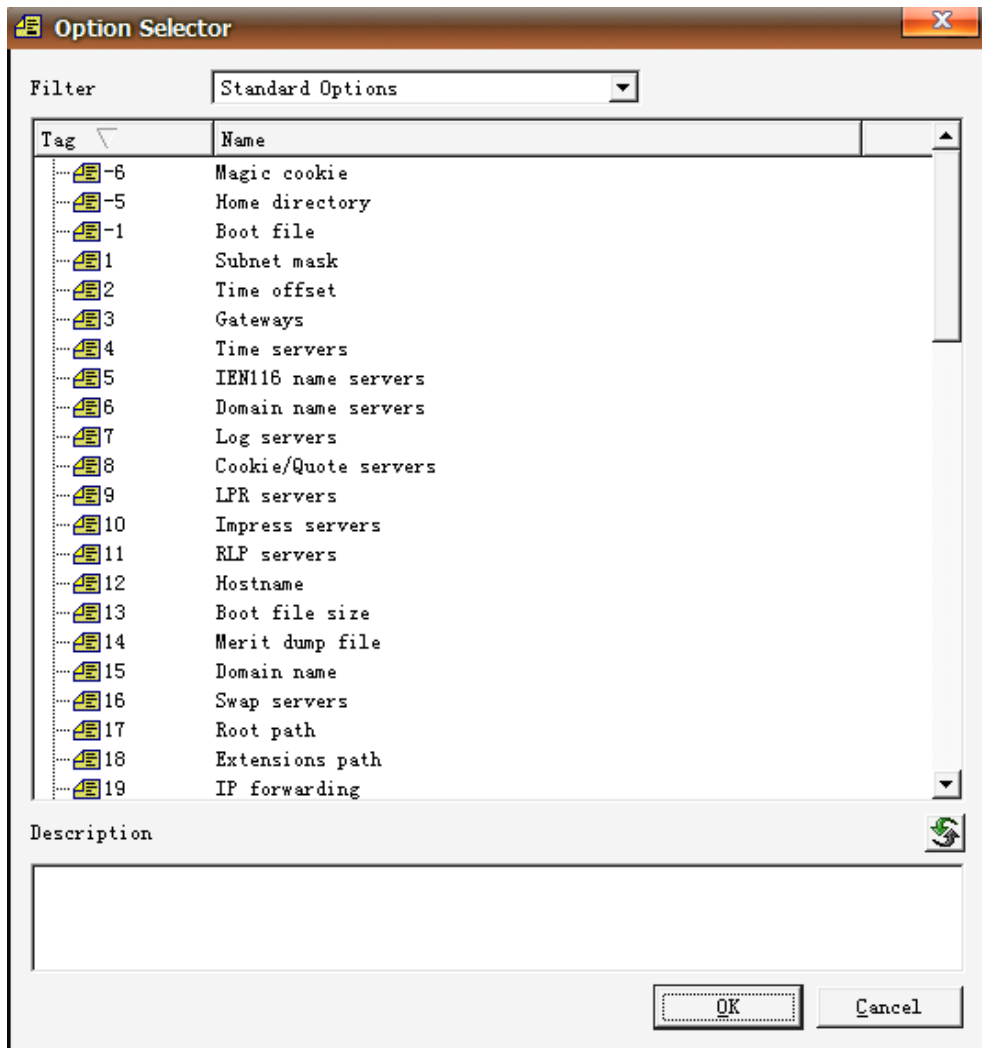 Option Selector
Filter Standard Options
Tag Name
-6 Magic cookie
-5 Home directory
-1 Boot file
1 Subnet mask
2 Time offset
3 Gateways
4 Time servers
5 IEN116 name servers
6 Domain name servers
7 Log servers
8 Cookie/Quote servers
9 LPR servers
10 Impress servers
11 RLP servers
12 Hostname
13 Boot file size
14 Merit dump file
15 Domain name
16 Swap servers
17 Root path
18 Extensions path
19 IP forwarding
Description
OK Cancel